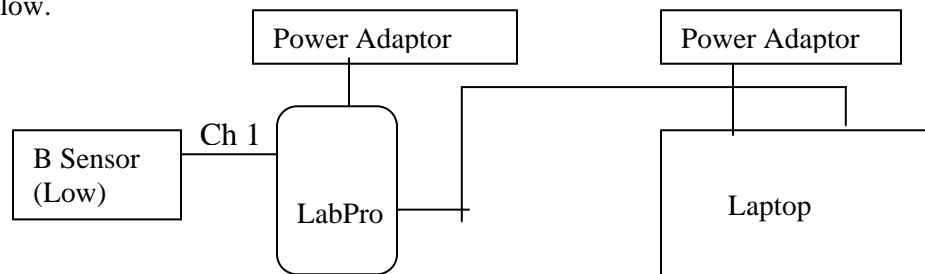 low.
Power Adaptor
Power Adaptor
Ch 1
B Sensor
(Low)
LabPro
Laptop